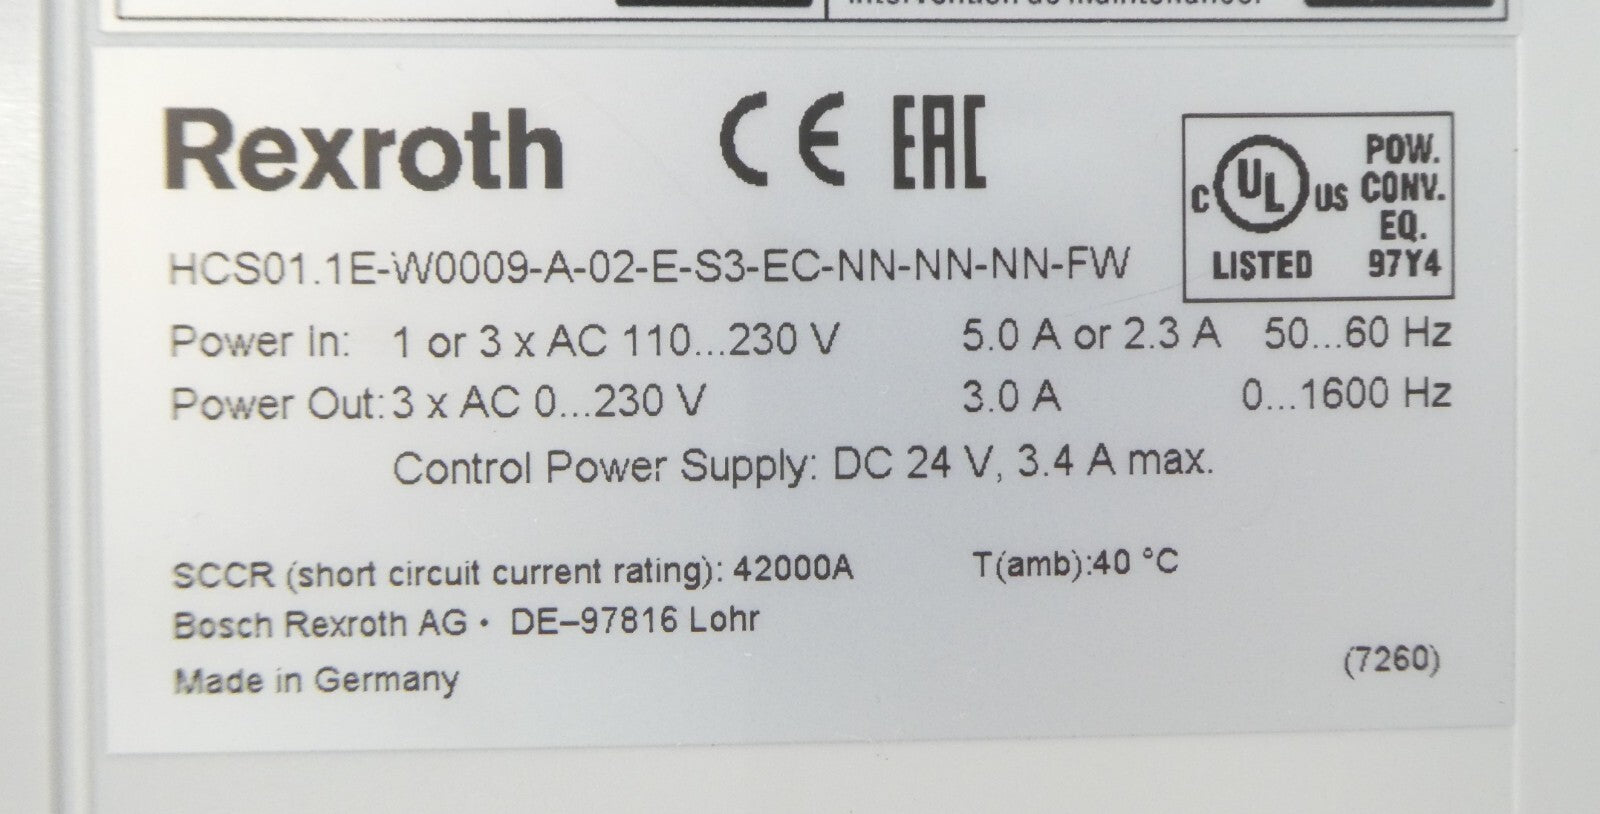 Rexroth CE EAC
C UL US LISTED POW. CONV. EQ. 97Y4
HCS01.1E-W0009-A-02-E-S3-EC-NN-NN-NN-FW
Power In: 1 or 3 x AC 110...230 V 5.0 A or 2.3 A 50...60 Hz
Power Out: 3 x AC 0...230 V 3.0 A 0...1600 Hz
Control Power Supply: DC 24 V, 3.4 A max.
SCCR (short circuit current rating): 42000A T(amb):40 °C
Bosch Rexroth AG • DE–97816 Lohr
Made in Germany
(7260)